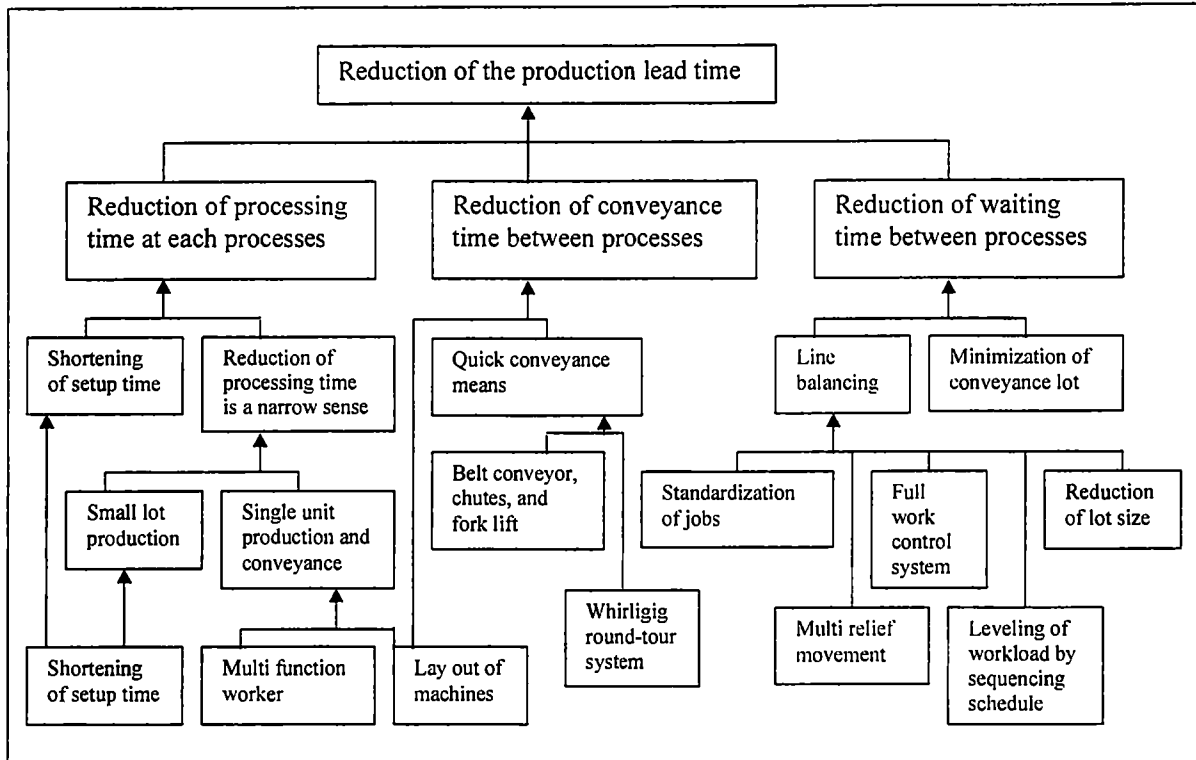 Reduction of the production lead time
Reduction of processing
time at each processes
Reduction of conveyance
time between processes
Reduction of waiting
time between processes
Shortening
of setup time
Reduction of
processing time
is a narrow sense
Quick conveyance
means
Line
balancing
Minimization of
conveyance lot
Small lot
production
Single unit
production and
conveyance
Belt conveyor,
chutes, and
fork lift
Standardization
of jobs
Full
work
control
system
Reduction
of lot size
Shortening
of setup time
Multi function
worker
Lay out of
machines
Whirligig
round-tour
system
Multi relief
movement
Leveling of
workload by
sequencing
schedule